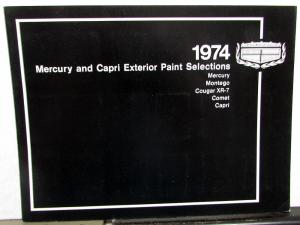 1974
Mercury and Capri Exterior Paint Selections
Mercury
Montego
Cougar XR-7
Comet
Capri